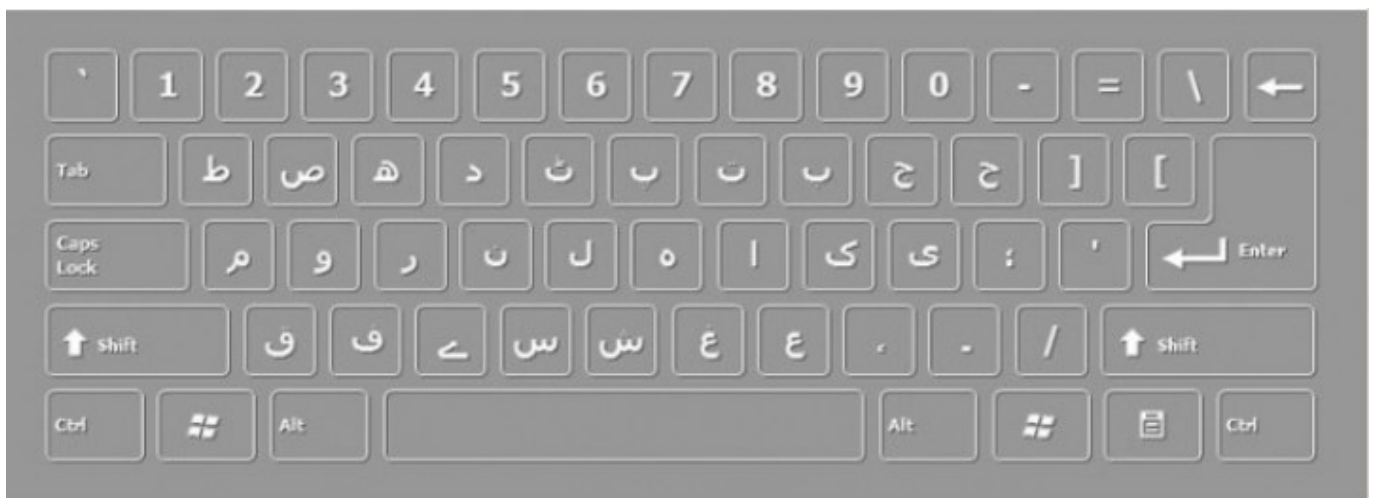 ` 1 2 3 4 5 6 7 8 9 0 - = \
Tab ط ص ھ د ٹ پ ت ب ج ح ] [
Caps Lock م و ر ن ل ہ ا ک ی ؛ ' Enter
Shift ق ف ے س ش غ ع ، ۔ / Shift
Ctrl Alt Alt Ctrl